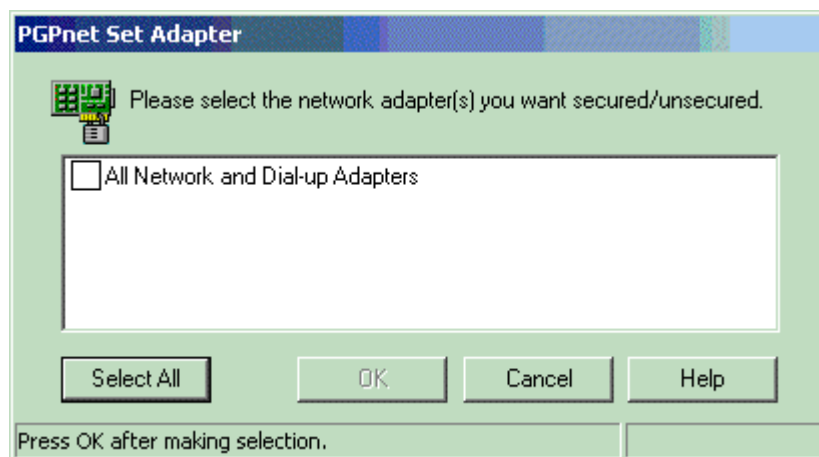 PGPnet Set Adapter
Please select the network adapter(s) you want secured/unsecured.
All Network and Dial-up Adapters
Select All OK Cancel Help
Press OK after making selection.